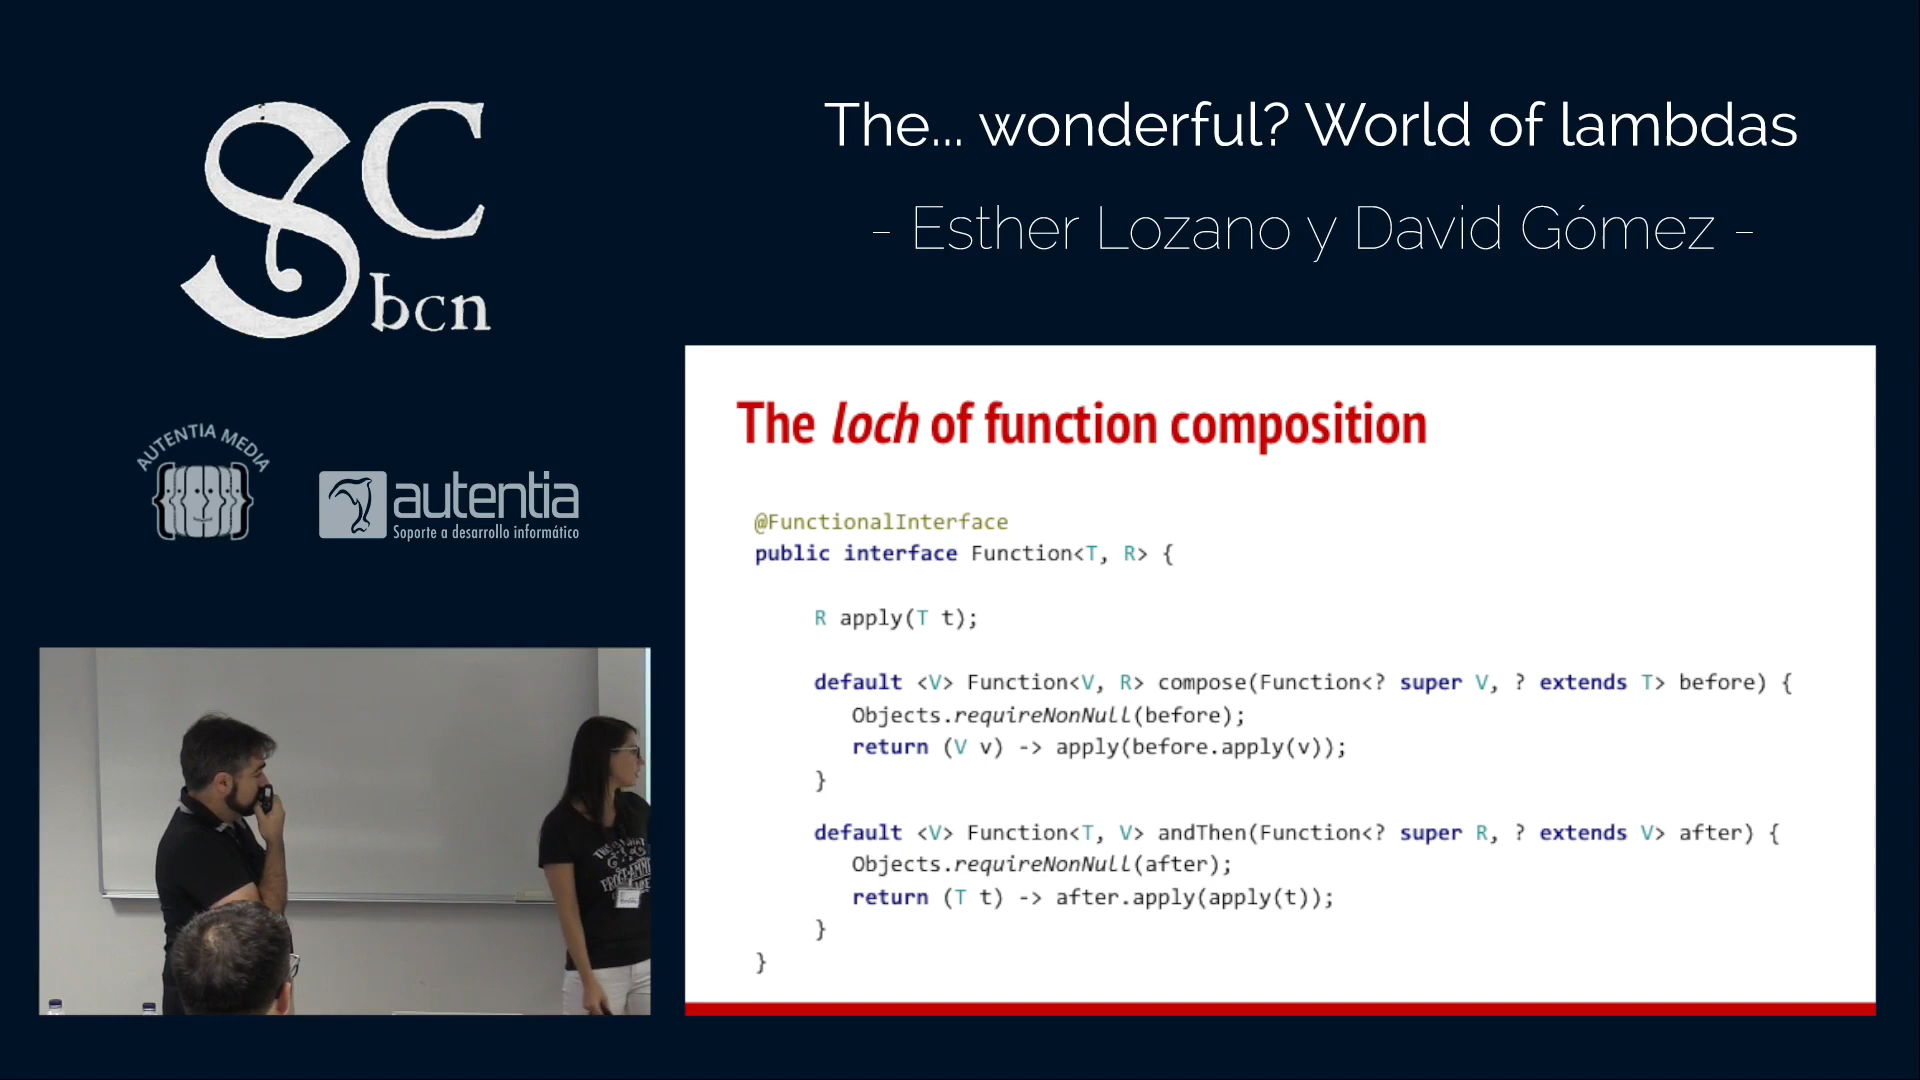 SC
bcn
The... wonderful? World of lambdas
- Esther Lozano y David Gómez -
AUTENTIA MEDIA
autentia
Soporte a desarrollo informático
The loch of function composition
@FunctionalInterface
public interface Function<T, R> {
R apply(T t);
default <V> Function<V, R> compose(Function<? super V, ? extends T> before) {
Objects.requireNonNull(before);
return (V v) -> apply(before.apply(v));
}
default <V> Function<T, V> andThen(Function<? super R, ? extends V> after) {
Objects.requireNonNull(after);
return (T t) -> after.apply(apply(t));
}
}